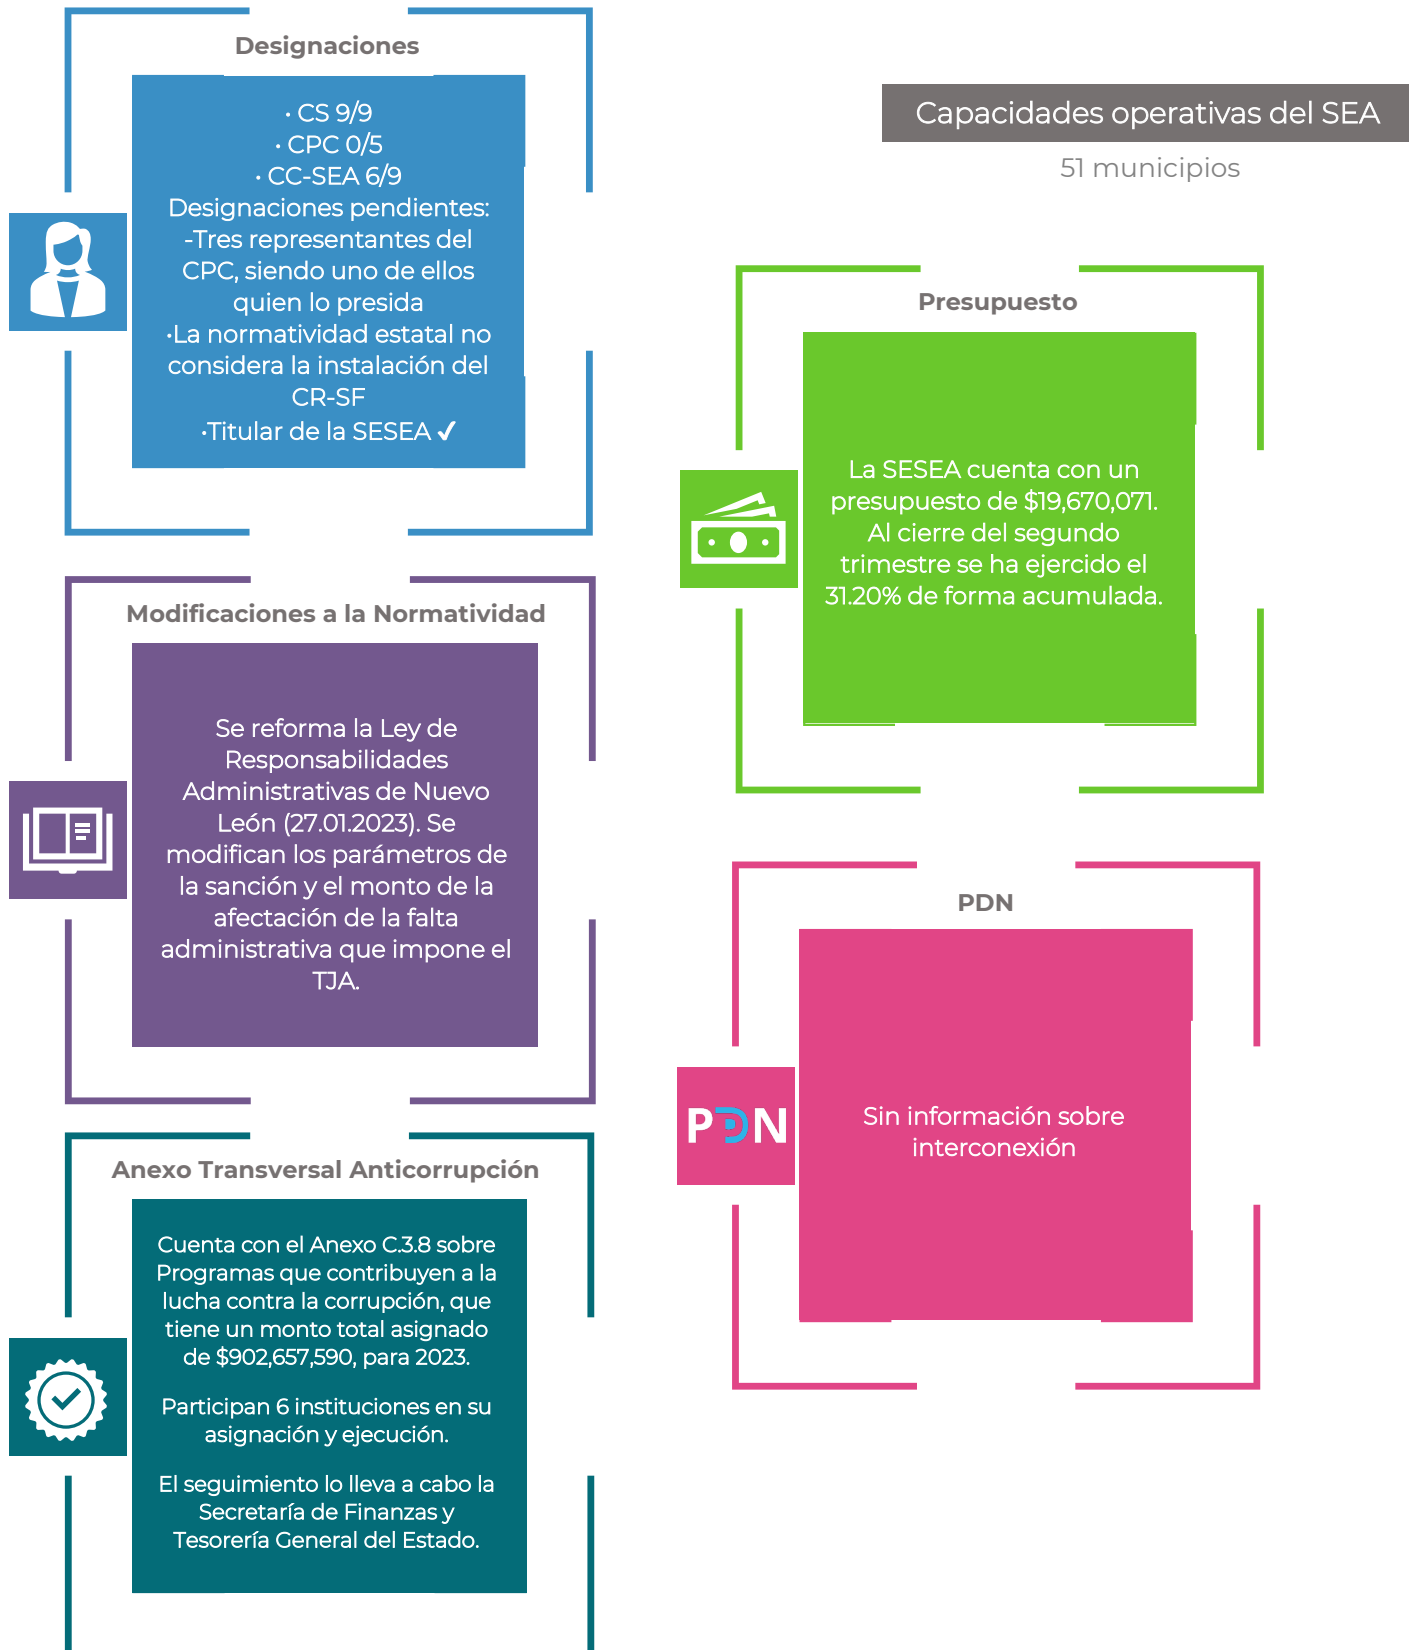 Designaciones
• CS 9/9
• CPC 0/5
• CC-SEA 6/9
Designaciones pendientes:
-Tres representantes del
CPC, siendo uno de ellos
quien lo presida
•La normatividad estatal no
considera la instalación del
CR-SF
•Titular de la SESEA ✓
Capacidades operativas del SEA
51 municipios
Presupuesto
La SESEA cuenta con un
presupuesto de $19,670,071.
Al cierre del segundo
trimestre se ha ejercido el
31.20% de forma acumulada.
Modificaciones a la Normatividad
Se reforma la Ley de
Responsabilidades
Administrativas de Nuevo
León (27.01.2023). Se
modifican los parámetros de
la sanción y el monto de la
afectación de la falta
administrativa que impone el
TJA.
PDN
PDN
Sin información sobre
interconexión
Anexo Transversal Anticorrupción
Cuenta con el Anexo C.3.8 sobre
Programas que contribuyen a la
lucha contra la corrupción, que
tiene un monto total asignado
de $902,657,590, para 2023.
Participan 6 instituciones en su
asignación y ejecución.
El seguimiento lo lleva a cabo la
Secretaría de Finanzas y
Tesorería General del Estado.